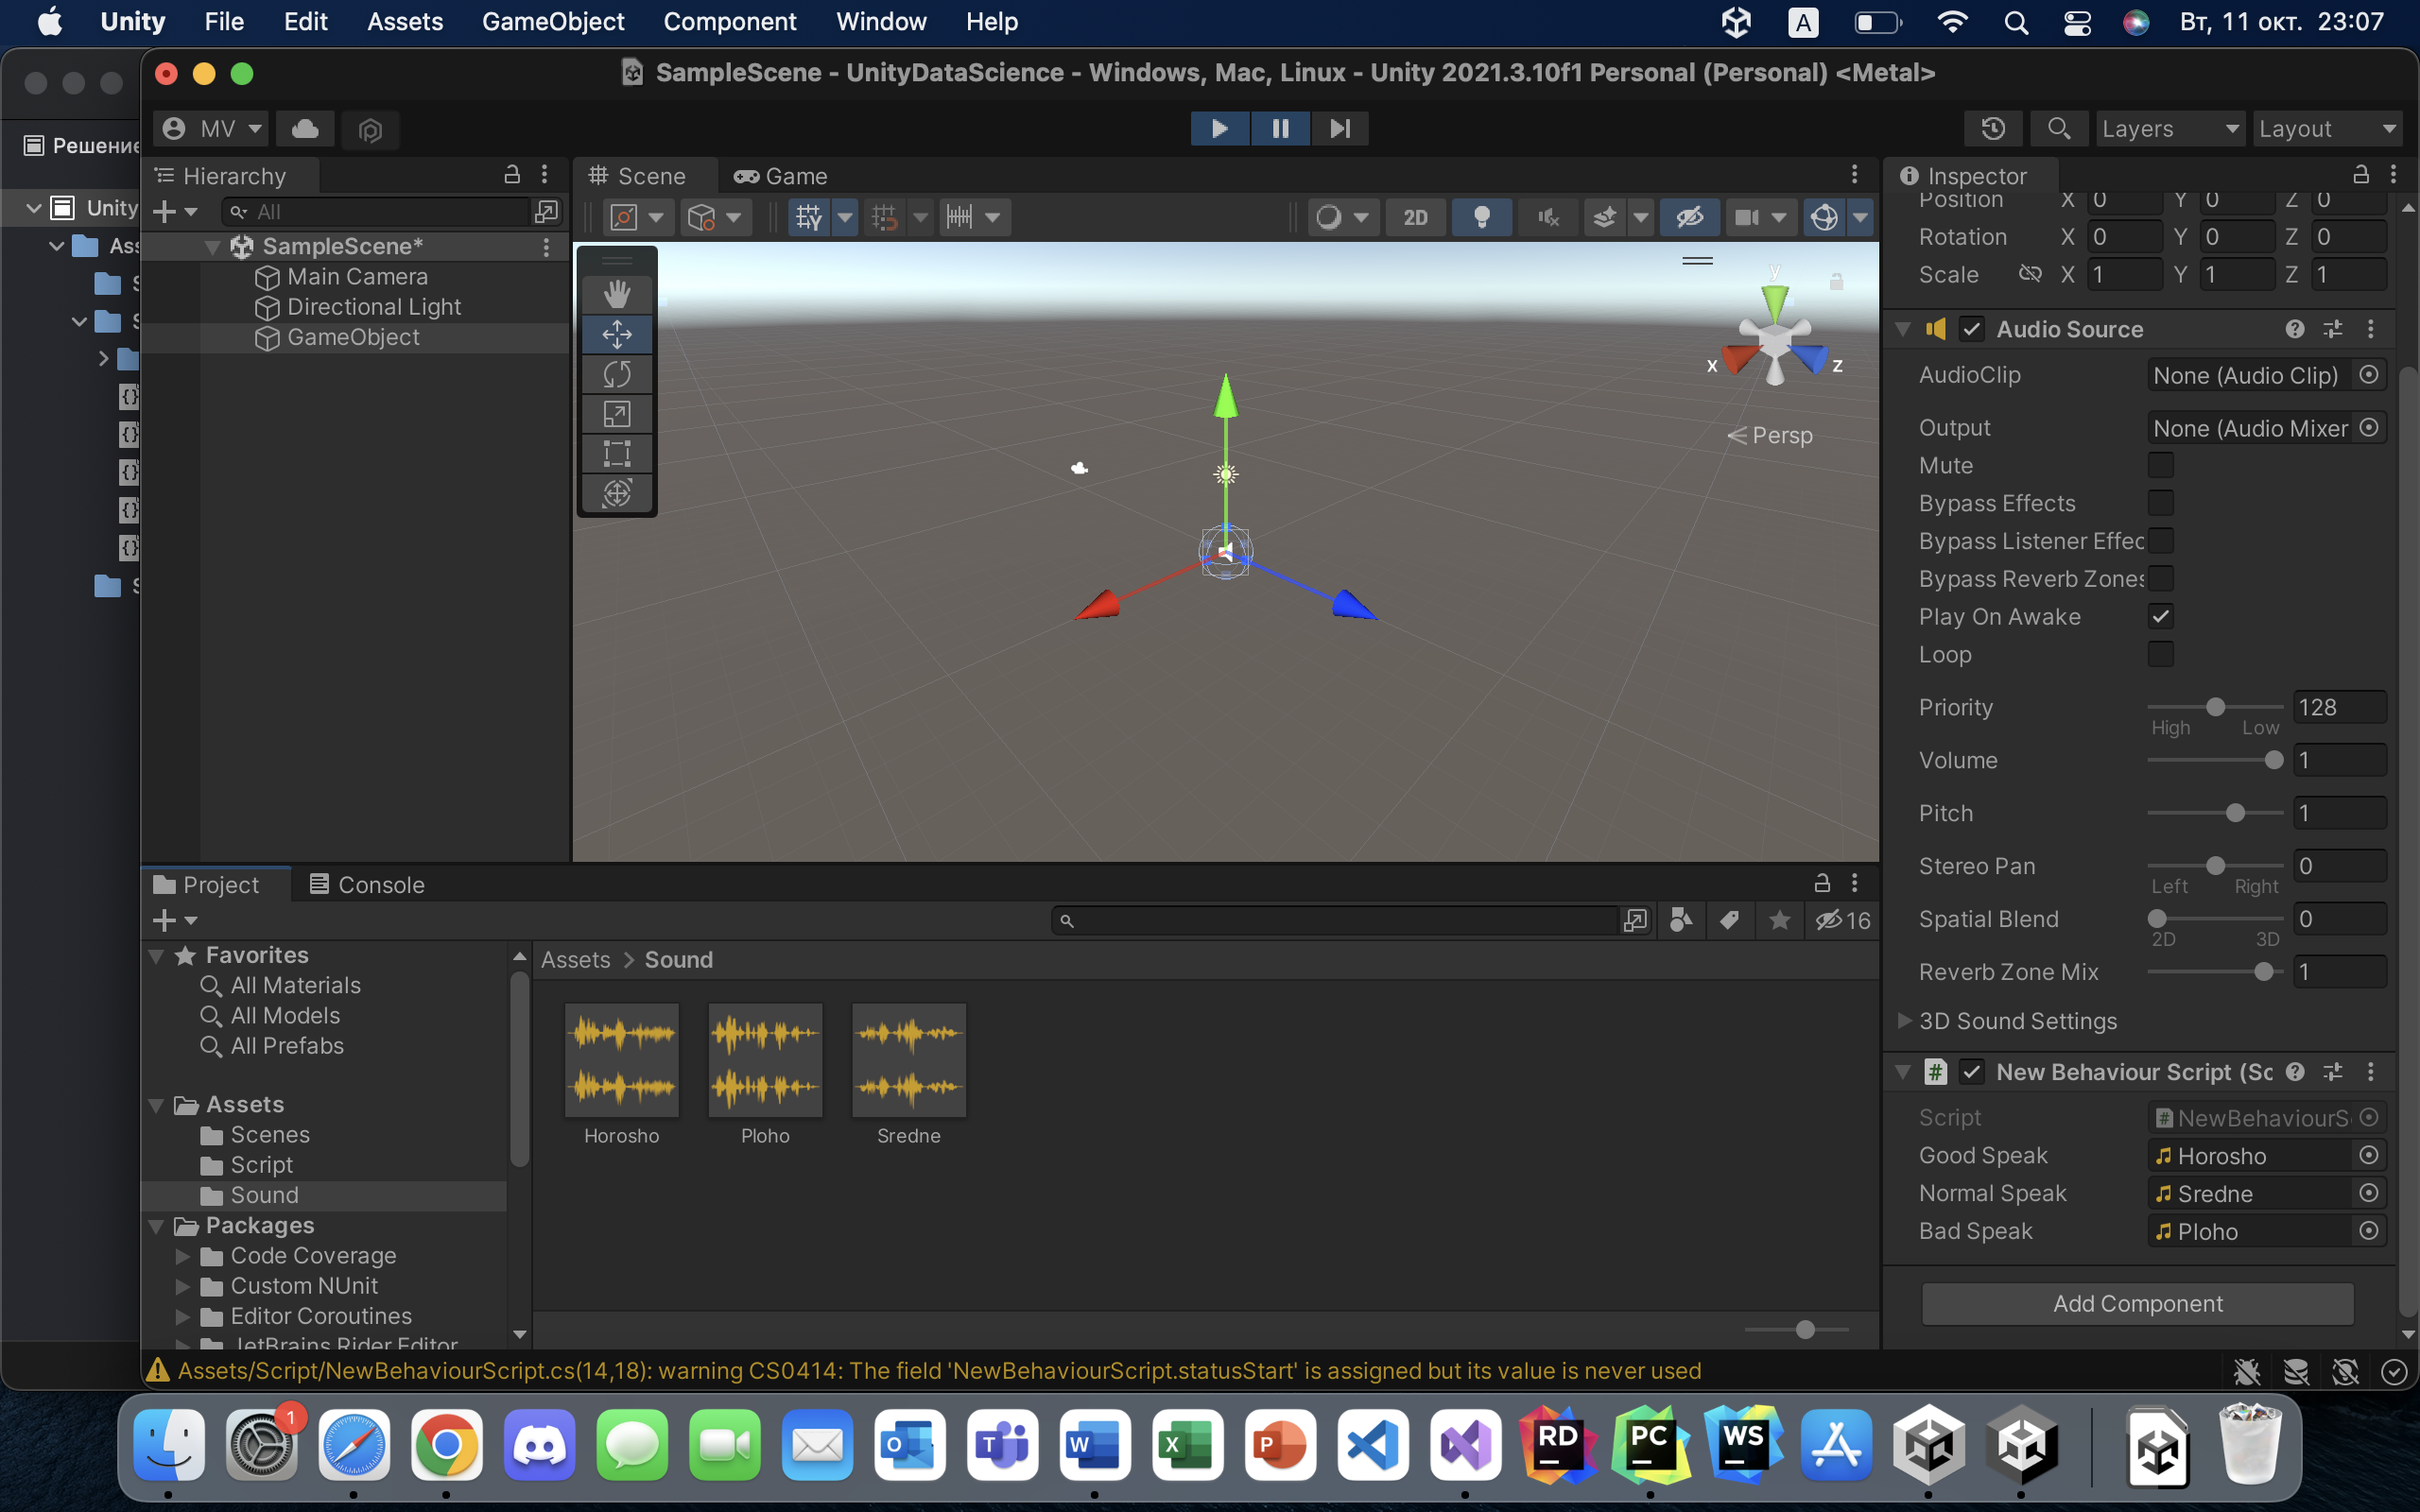 Unity File Edit Assets GameObject Component Window Help A Вт, 11 окт. 23:07
SampleScene - UnityDataScience - Windows, Mac, Linux - Unity 2021.3.10f1 Personal (Personal) <Metal>
MV Layers Layout
Решение
Unity
Hierarchy
All
SampleScene*
Main Camera
Directional Light
GameObject
Scene Game
2D
y
x
z
Persp
Inspector
Position X 0 Y 0 Z 0
Rotation X 0 Y 0 Z 0
Scale X 1 Y 1 Z 1
Audio Source
AudioClip None (Audio Clip)
Output None (Audio Mixer
Mute
Bypass Effects
Bypass Listener Effec
Bypass Reverb Zones
Play On Awake
Loop
Priority 128
High Low
Volume 1
Pitch 1
Stereo Pan 0
Left Right
Spatial Blend 0
2D 3D
Reverb Zone Mix 1
3D Sound Settings
New Behaviour Script (Sc
Script # NewBehaviourS
Good Speak Horosho
Normal Speak Sredne
Bad Speak Ploho
Add Component
Project Console
16
Favorites
All Materials
All Models
All Prefabs
Assets
Scenes
Script
Sound
Packages
Code Coverage
Custom NUnit
Editor Coroutines
JetBrains Rider Editor
Assets > Sound
Horosho Ploho Sredne
Assets/Script/NewBehaviourScript.cs(14,18): warning CS0414: The field 'NewBehaviourScript.statusStart' is assigned but its value is never used
1 O T W X P RD PC WS